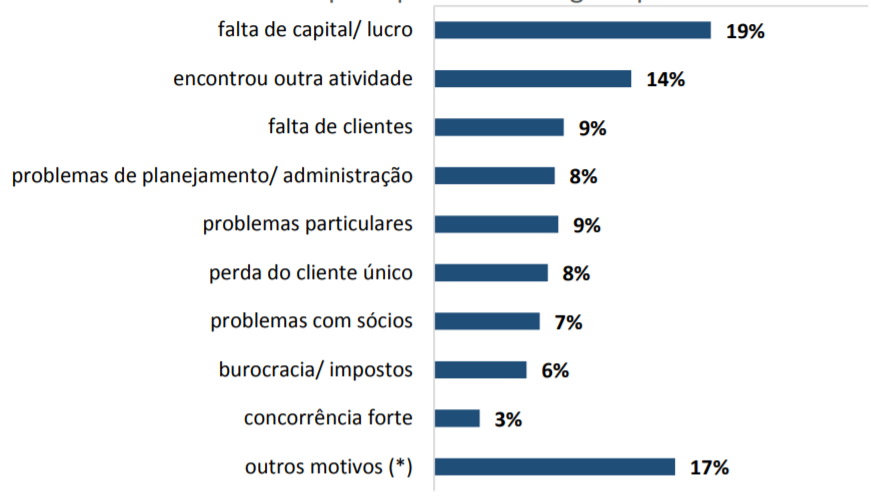 falta de capital/ lucro 19%
encontrou outra atividade 14%
falta de clientes 9%
problemas de planejamento/ administração 8%
problemas particulares 9%
perda do cliente único 8%
problemas com sócios 7%
burocracia/ impostos 6%
concorrência forte 3%
outros motivos (*) 17%